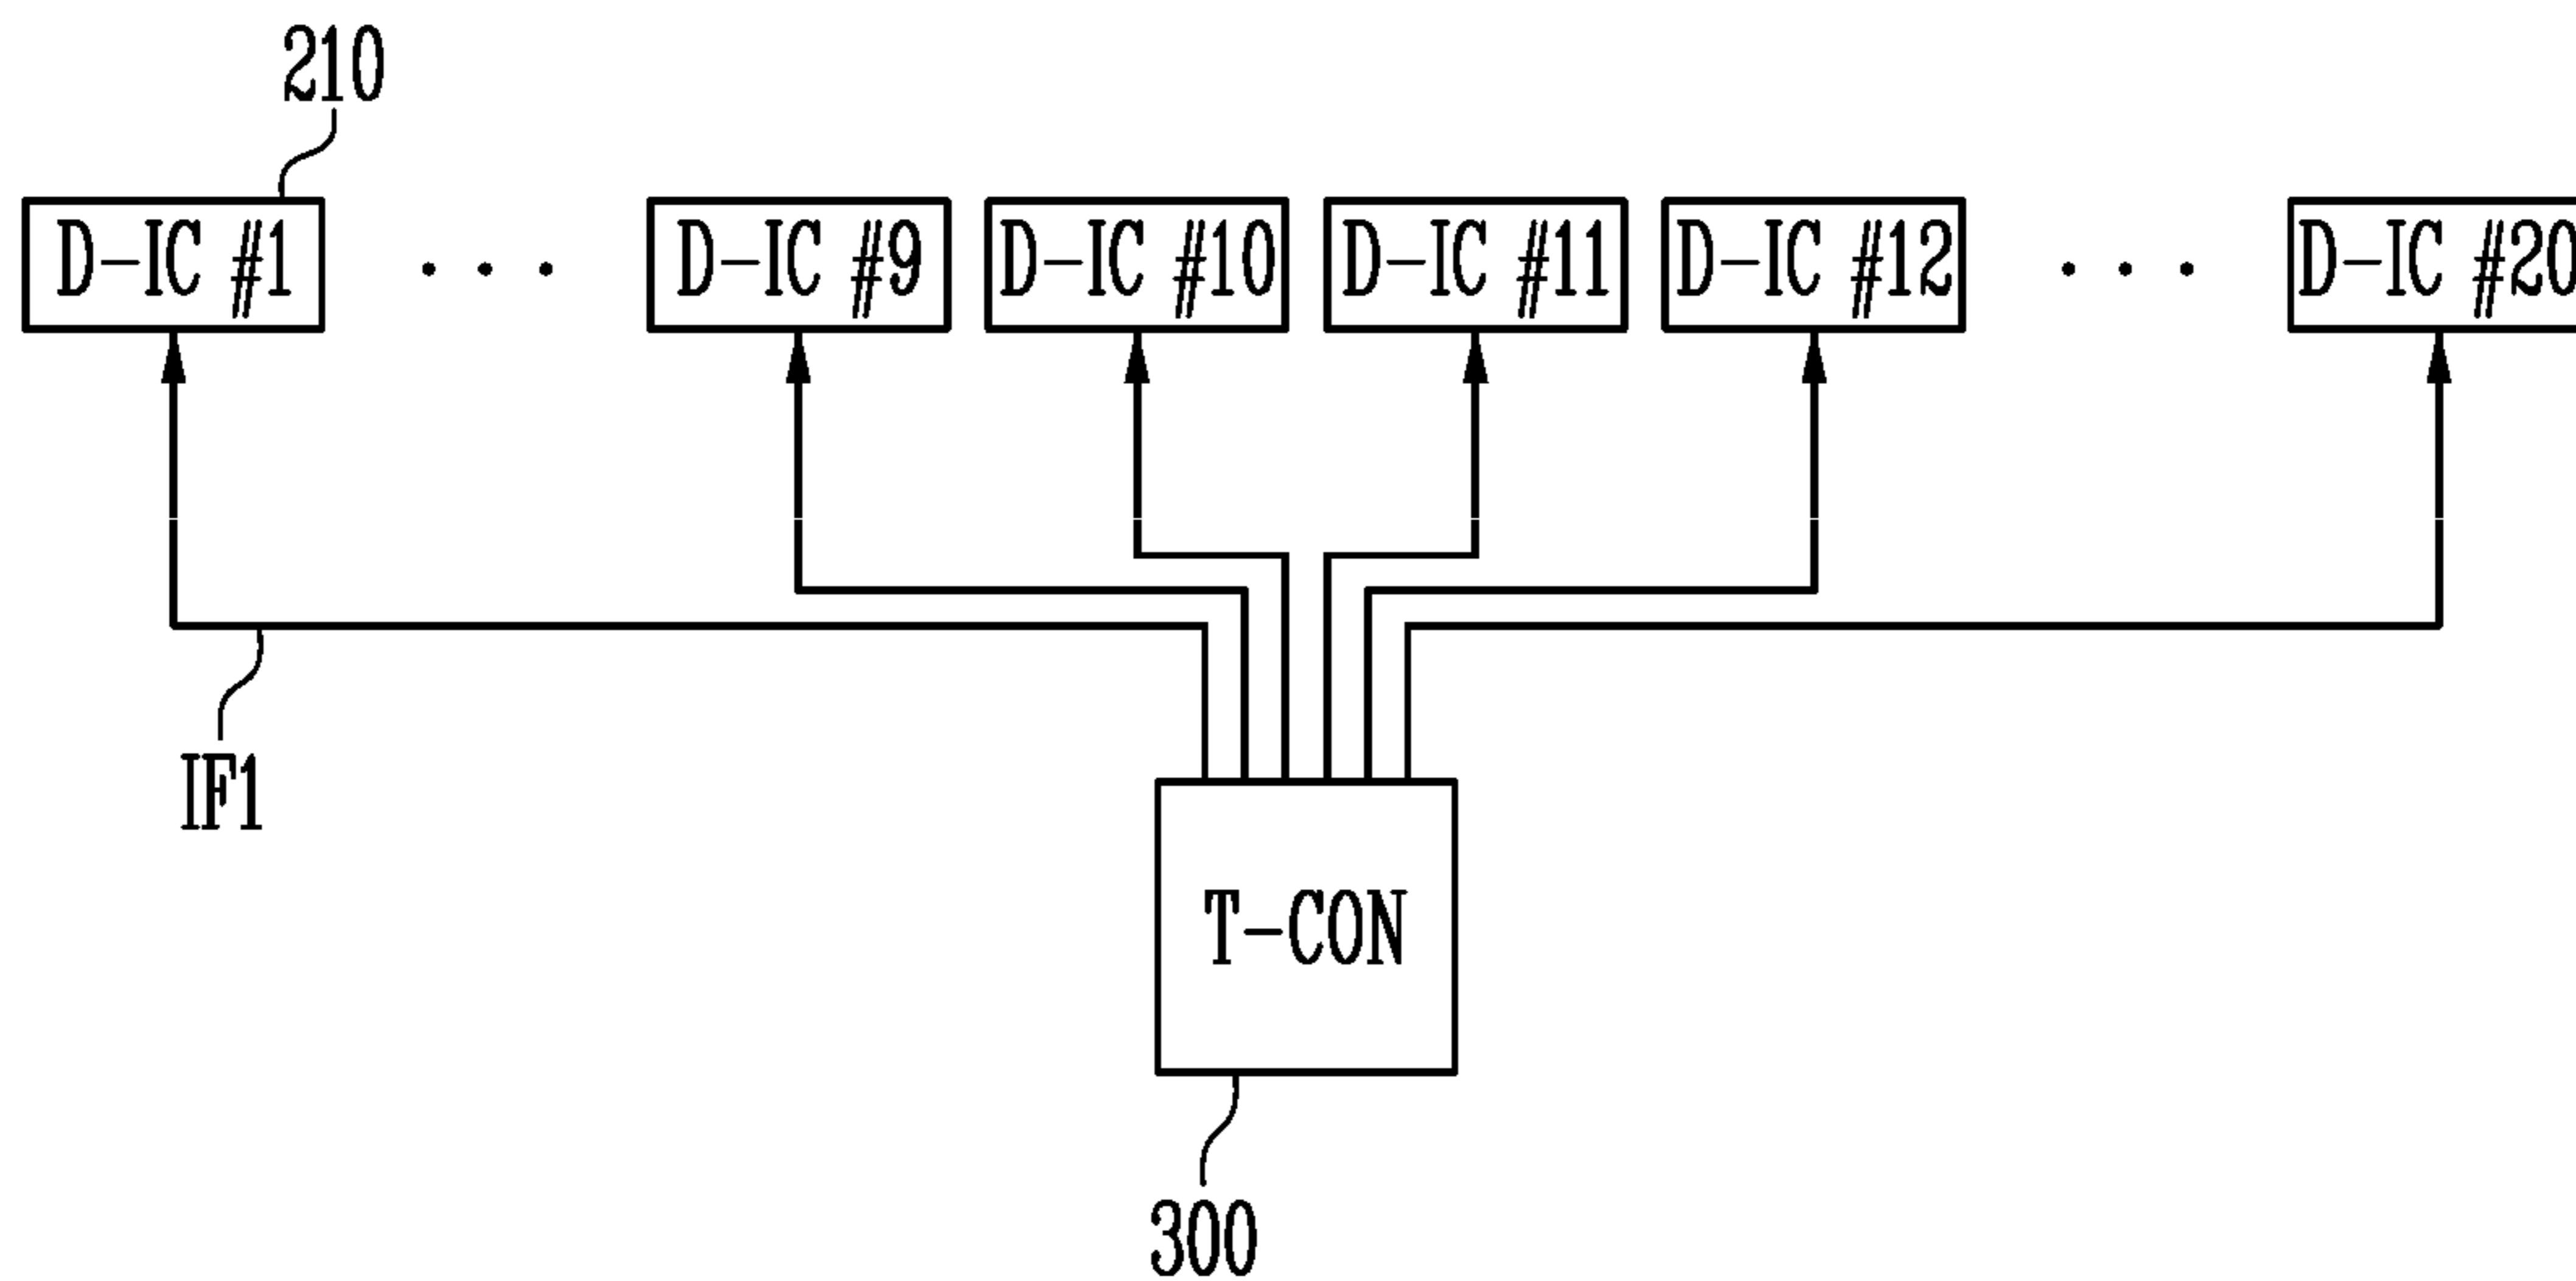 210
D-IC #1 . . . D-IC #9 D-IC #10 D-IC #11 D-IC #12 . . . D-IC #20
IF1
T-CON
300